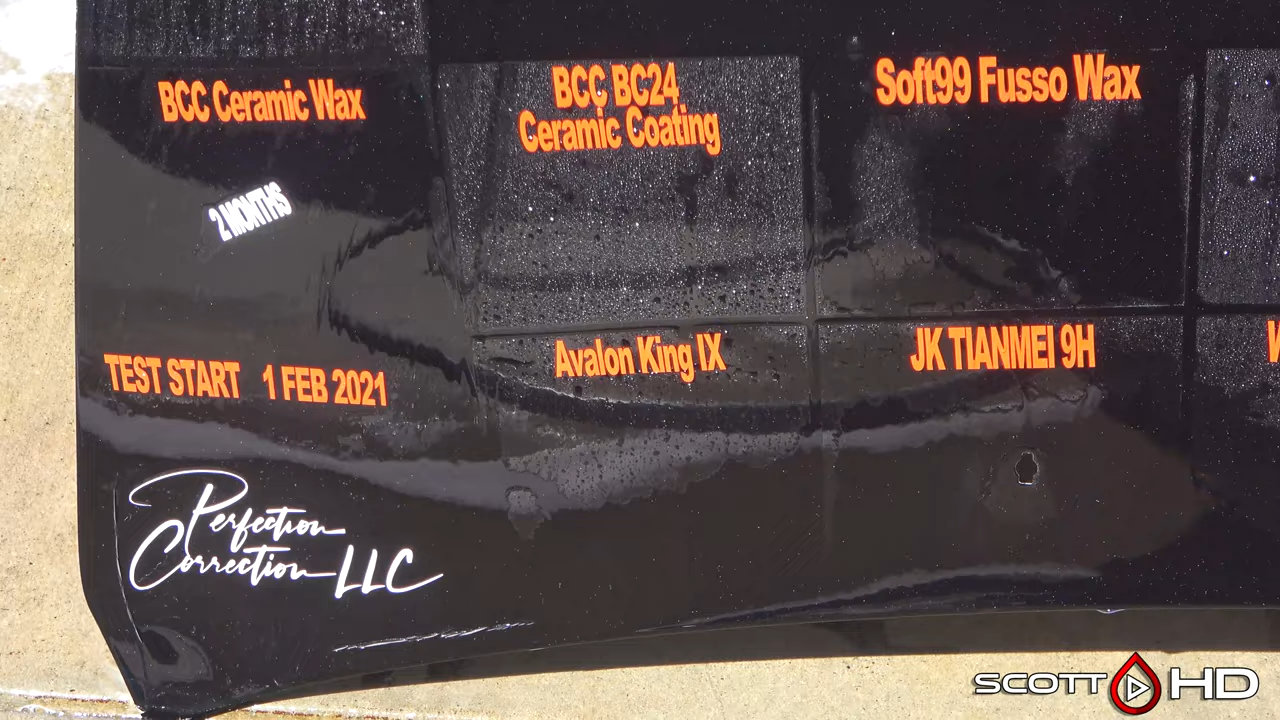 BCC Ceramic Wax
BCC BC24
Ceramic Coating
Soft99 Fusso Wax
2 MONTHS
TEST START 1 FEB 2021
Avalon King IX
JK TIANMEI 9H
Perfection
Correction LLC
SCOTT HD